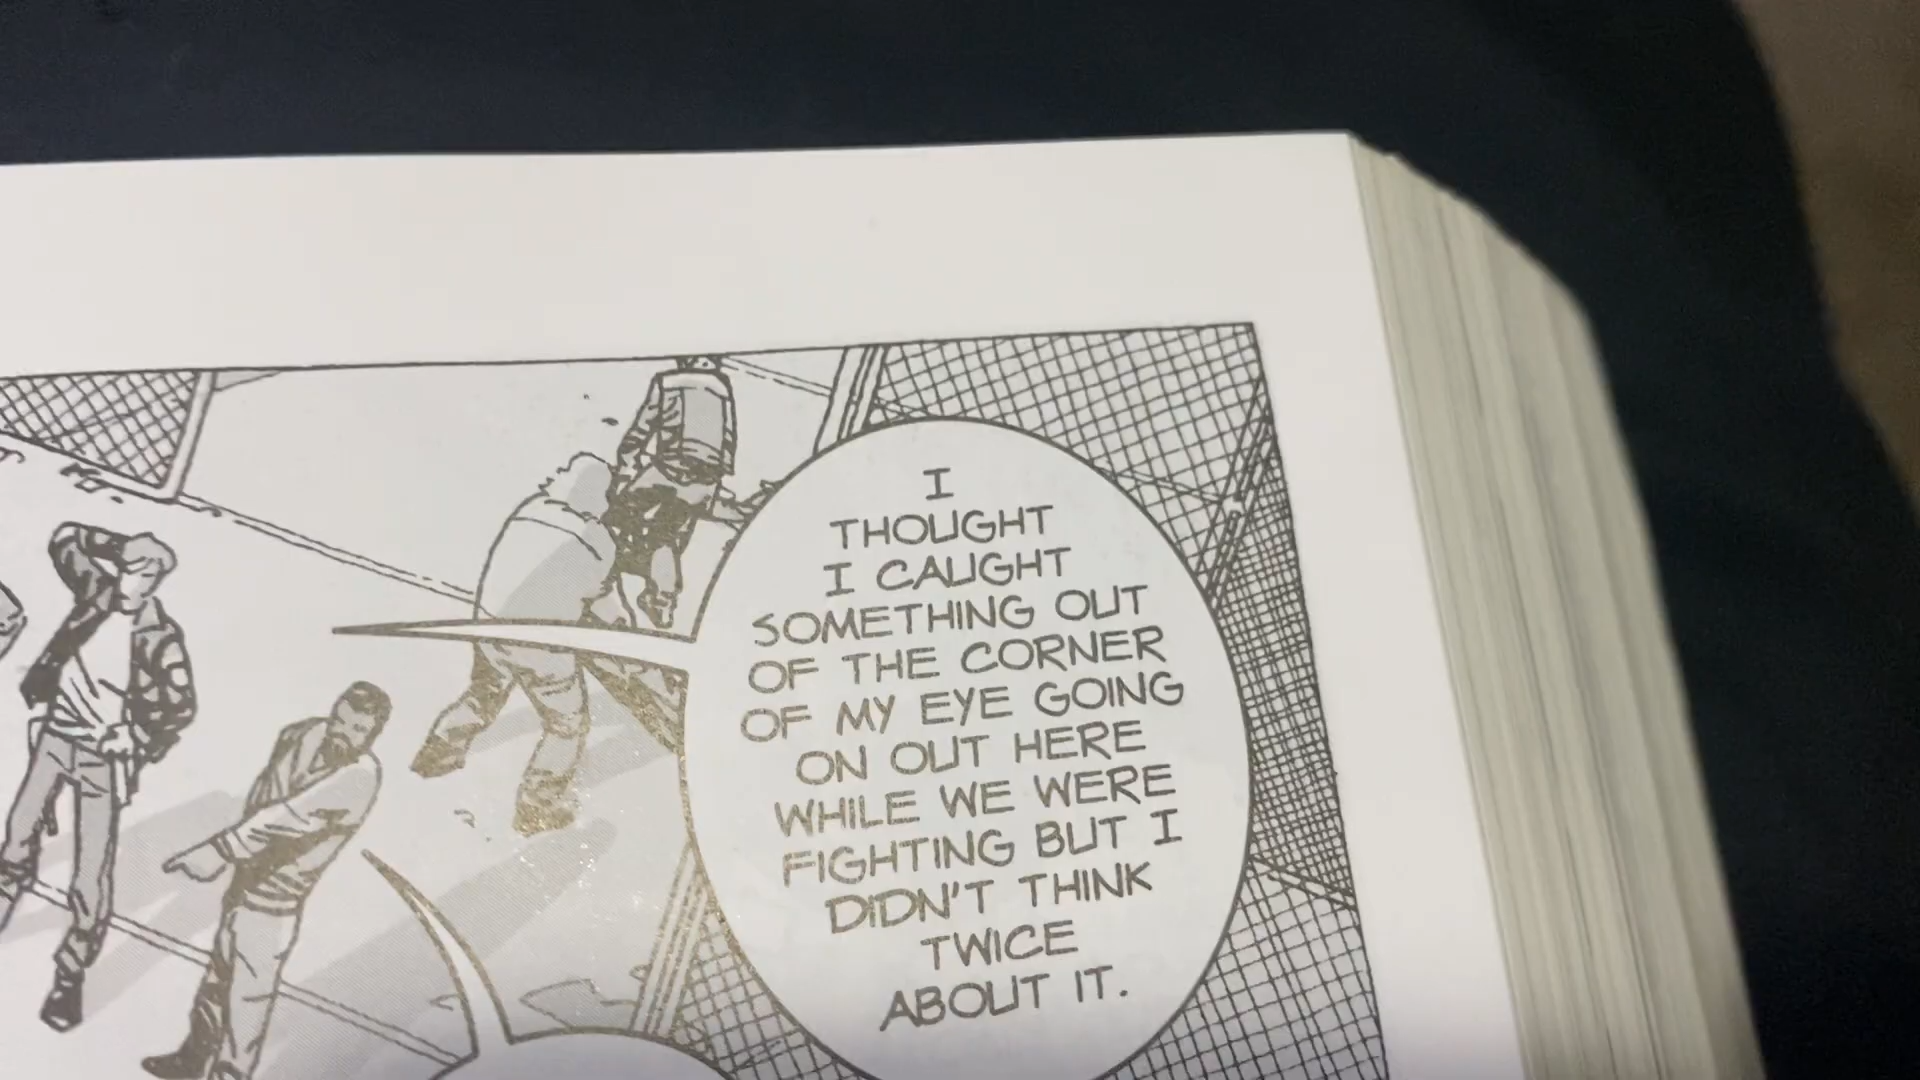 I
THOUGHT
I CAUGHT
SOMETHING OUT
OF THE CORNER
OF MY EYE GOING
ON OUT HERE
WHILE WE WERE
FIGHTING BUT I
DIDN'T THINK
TWICE
ABOUT IT.